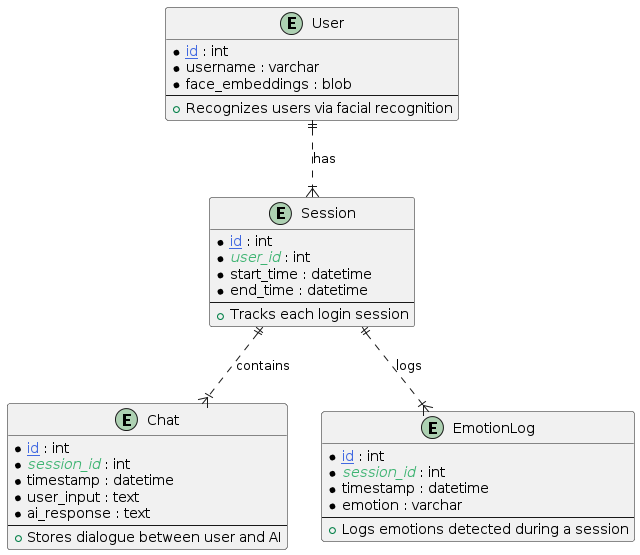 E User
id : int
username : varchar
face_embeddings : blob
Recognizes users via facial recognition
has
E Session
id : int
user_id : int
start_time : datetime
end_time : datetime
Tracks each login session
contains
logs
E Chat
id : int
session_id : int
timestamp : datetime
user_input : text
ai_response : text
Stores dialogue between user and AI
E EmotionLog
id : int
session_id : int
timestamp : datetime
emotion : varchar
Logs emotions detected during a session